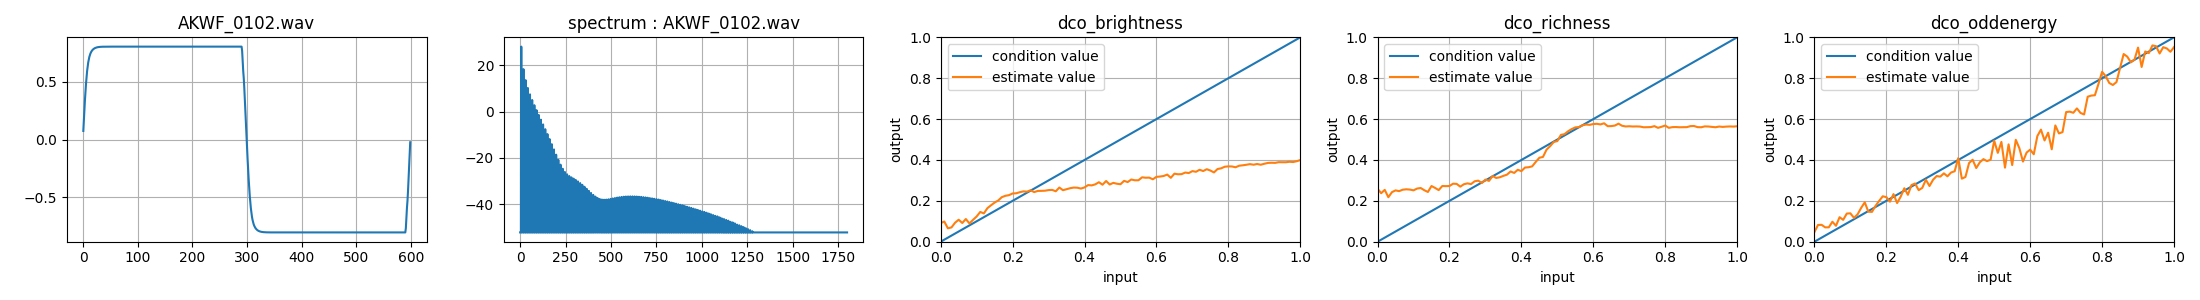 AKWF_0102.wav
0.5
0.0
−0.5
0 100 200 300 400 500 600
spectrum : AKWF_0102.wav
20
0
−20
−40
0 250 500 750 1000 1250 1500 1750
dco_brightness
condition value
estimate value
output
1.0
0.8
0.6
0.4
0.2
0.0
0.0 0.2 0.4 0.6 0.8 1.0
input
dco_richness
condition value
estimate value
output
1.0
0.8
0.6
0.4
0.2
0.0
0.0 0.2 0.4 0.6 0.8 1.0
input
dco_oddenergy
condition value
estimate value
output
1.0
0.8
0.6
0.4
0.2
0.0
0.0 0.2 0.4 0.6 0.8 1.0
input